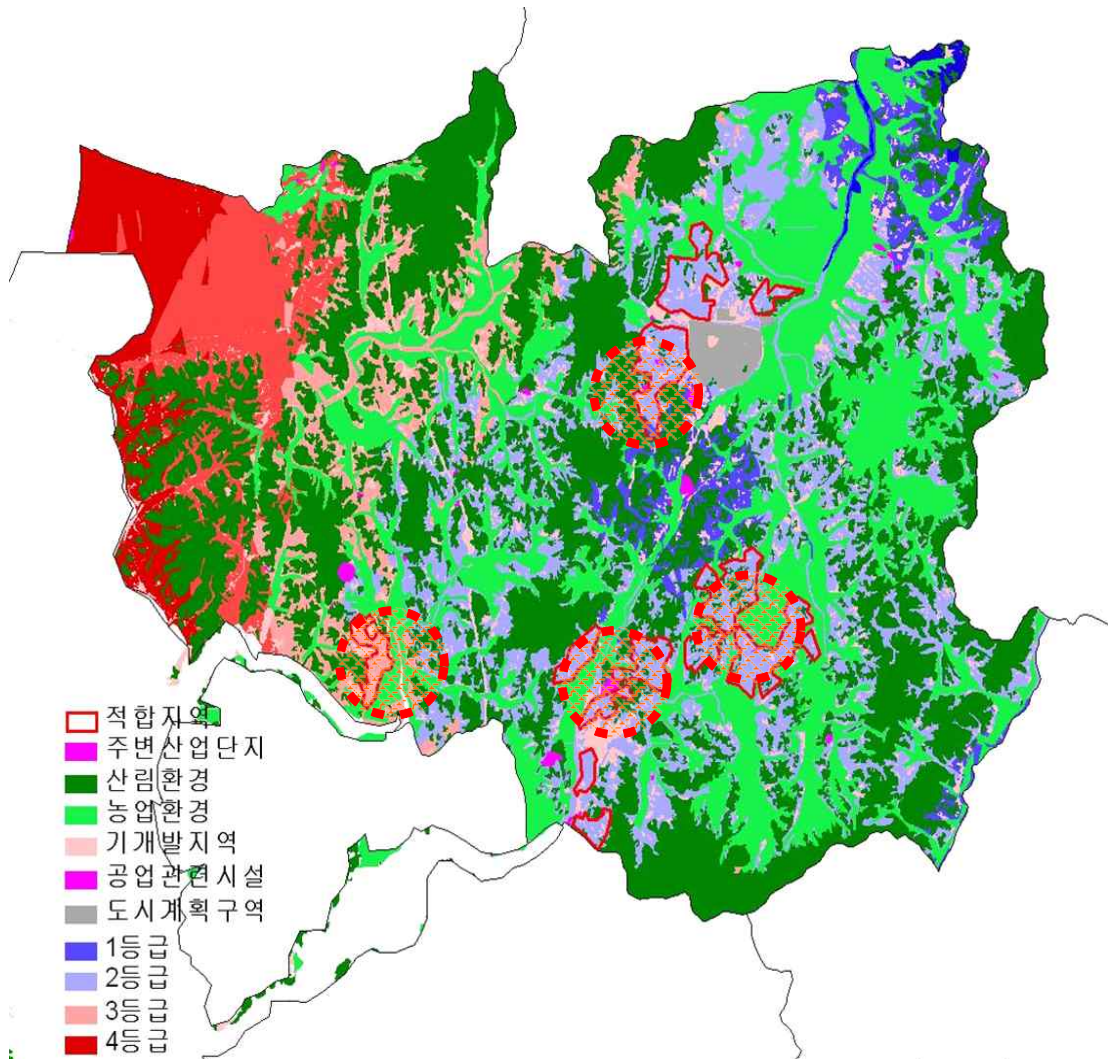 적합지역
주변산업단지
산림환경
농업환경
기개발지역
공업관련시설
도시계획구역
1등급
2등급
3등급
4등급